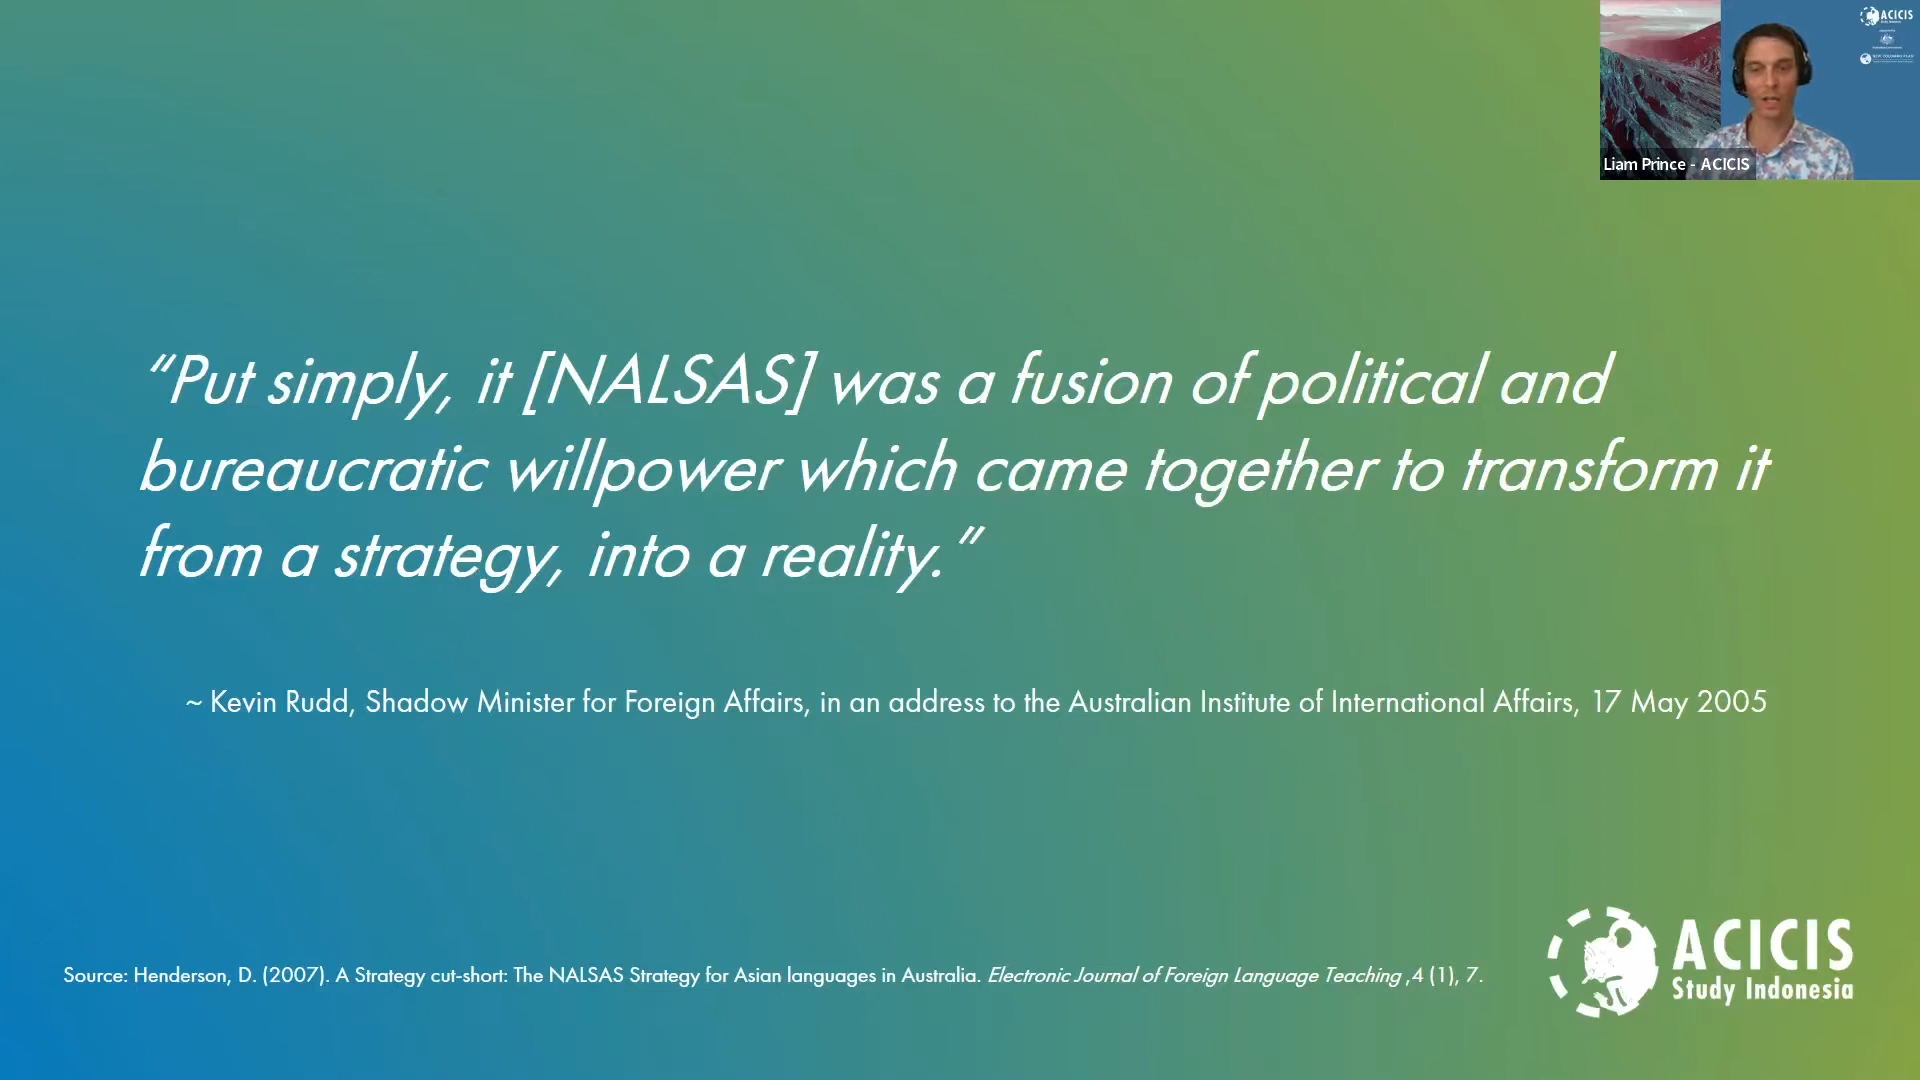 ACICIS
Liam Prince - ACICIS
“Put simply, it [NALSAS] was a fusion of political and
bureaucratic willpower which came together to transform it
from a strategy, into a reality.”
~ Kevin Rudd, Shadow Minister for Foreign Affairs, in an address to the Australian Institute of International Affairs, 17 May 2005
Source: Henderson, D. (2007). A Strategy cut-short: The NALSAS Strategy for Asian languages in Australia. Electronic Journal of Foreign Language Teaching ,4 (1), 7.
ACICIS
Study Indonesia